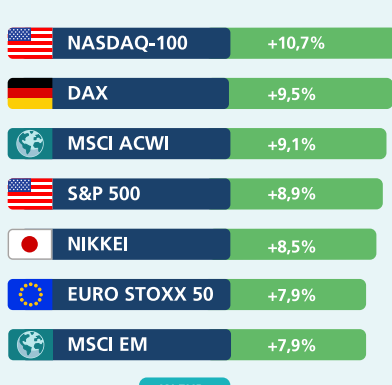 NASDAQ-100 +10,7%
DAX +9,5%
MSCI ACWI +9,1%
S&P 500 +8,9%
NIKKEI +8,5%
EURO STOXX 50 +7,9%
MSCI EM +7,9%